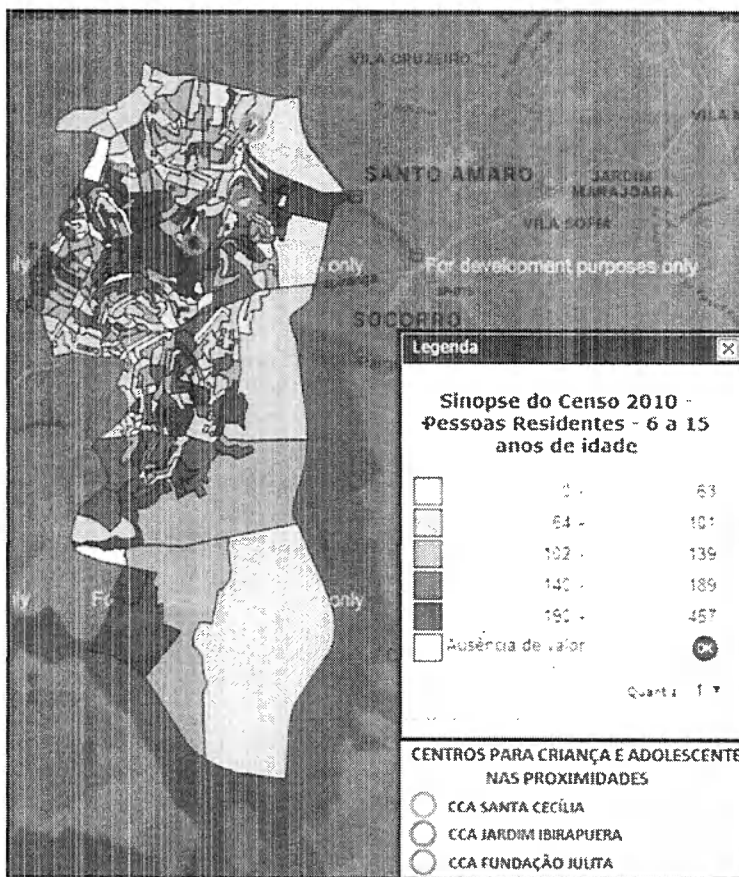 VILA CRUZEIRO
SANTO AMARO
JARDIM
MARAJOARA
VILA SOFIA
only
For development purposes only
SOCORRO
Legenda
Sinopse do Censo 2010 -
Pessoas Residentes - 6 a 15
anos de idade
0 - 63
64 - 101
102 - 139
140 - 189
190 - 457
Ausência de valor
OK
only
CENTROS PARA CRIANÇA E ADOLESCENTE
NAS PROXIMIDADES
CCA SANTA CECÍLIA
CCA JARDIM IBIRAPUERA
CCA FUNDAÇÃO JULITA